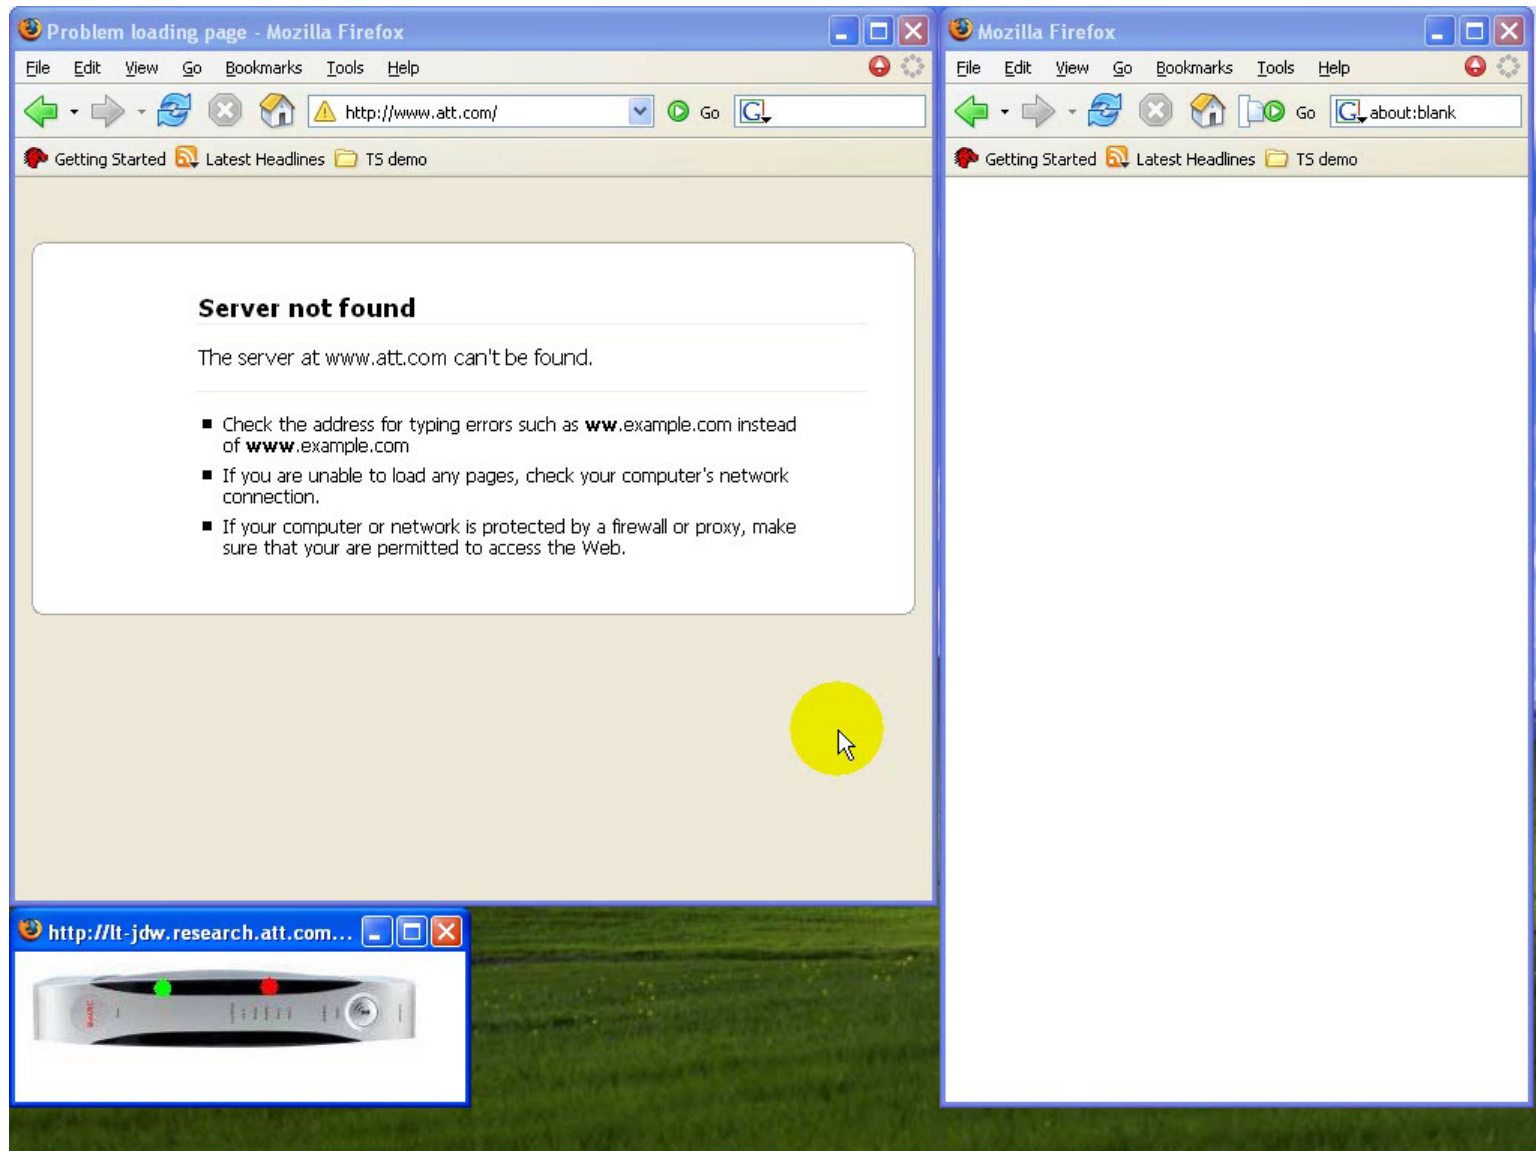 Problem loading page - Mozilla Firefox
File Edit View Go Bookmarks Tools Help
http://www.att.com/ Go G
Getting Started Latest Headlines TS demo
Server not found
The server at www.att.com can't be found.
Check the address for typing errors such as ww.example.com instead
of www.example.com
If you are unable to load any pages, check your computer's network
connection.
If your computer or network is protected by a firewall or proxy, make
sure that your are permitted to access the Web.
Mozilla Firefox
File Edit View Go Bookmarks Tools Help
Go G about:blank
Getting Started Latest Headlines TS demo
http://lt-jdw.research.att.com...